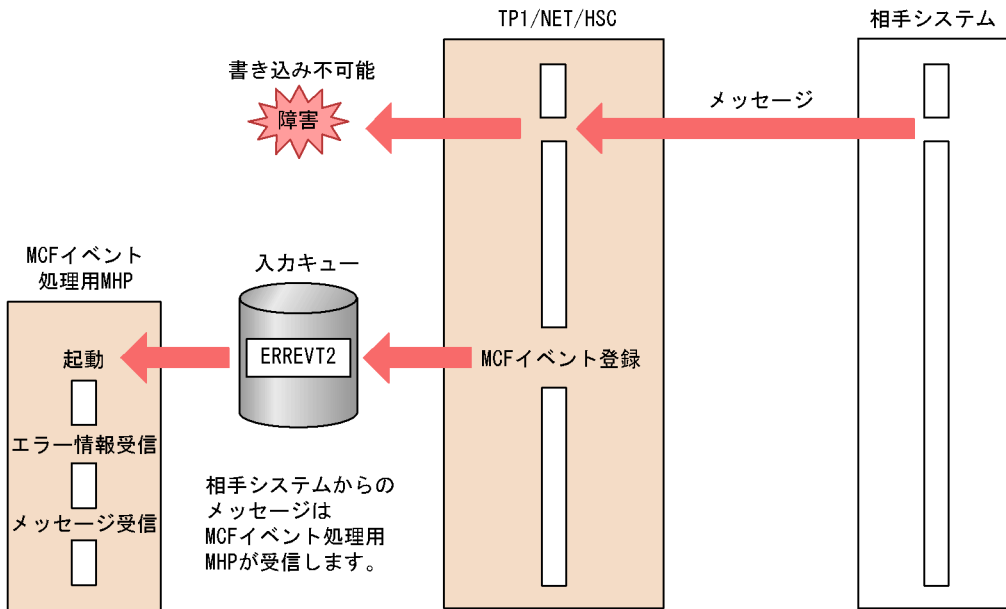 TP1/NET/HSC
相手システム
書き込み不可能
障害
メッセージ
MCFイベント
処理用MHP
入力キュー
起動
ERREVT2
MCFイベント登録
エラー情報受信
メッセージ受信
相手システムからの
メッセージは
MCFイベント処理用
MHPが受信します。